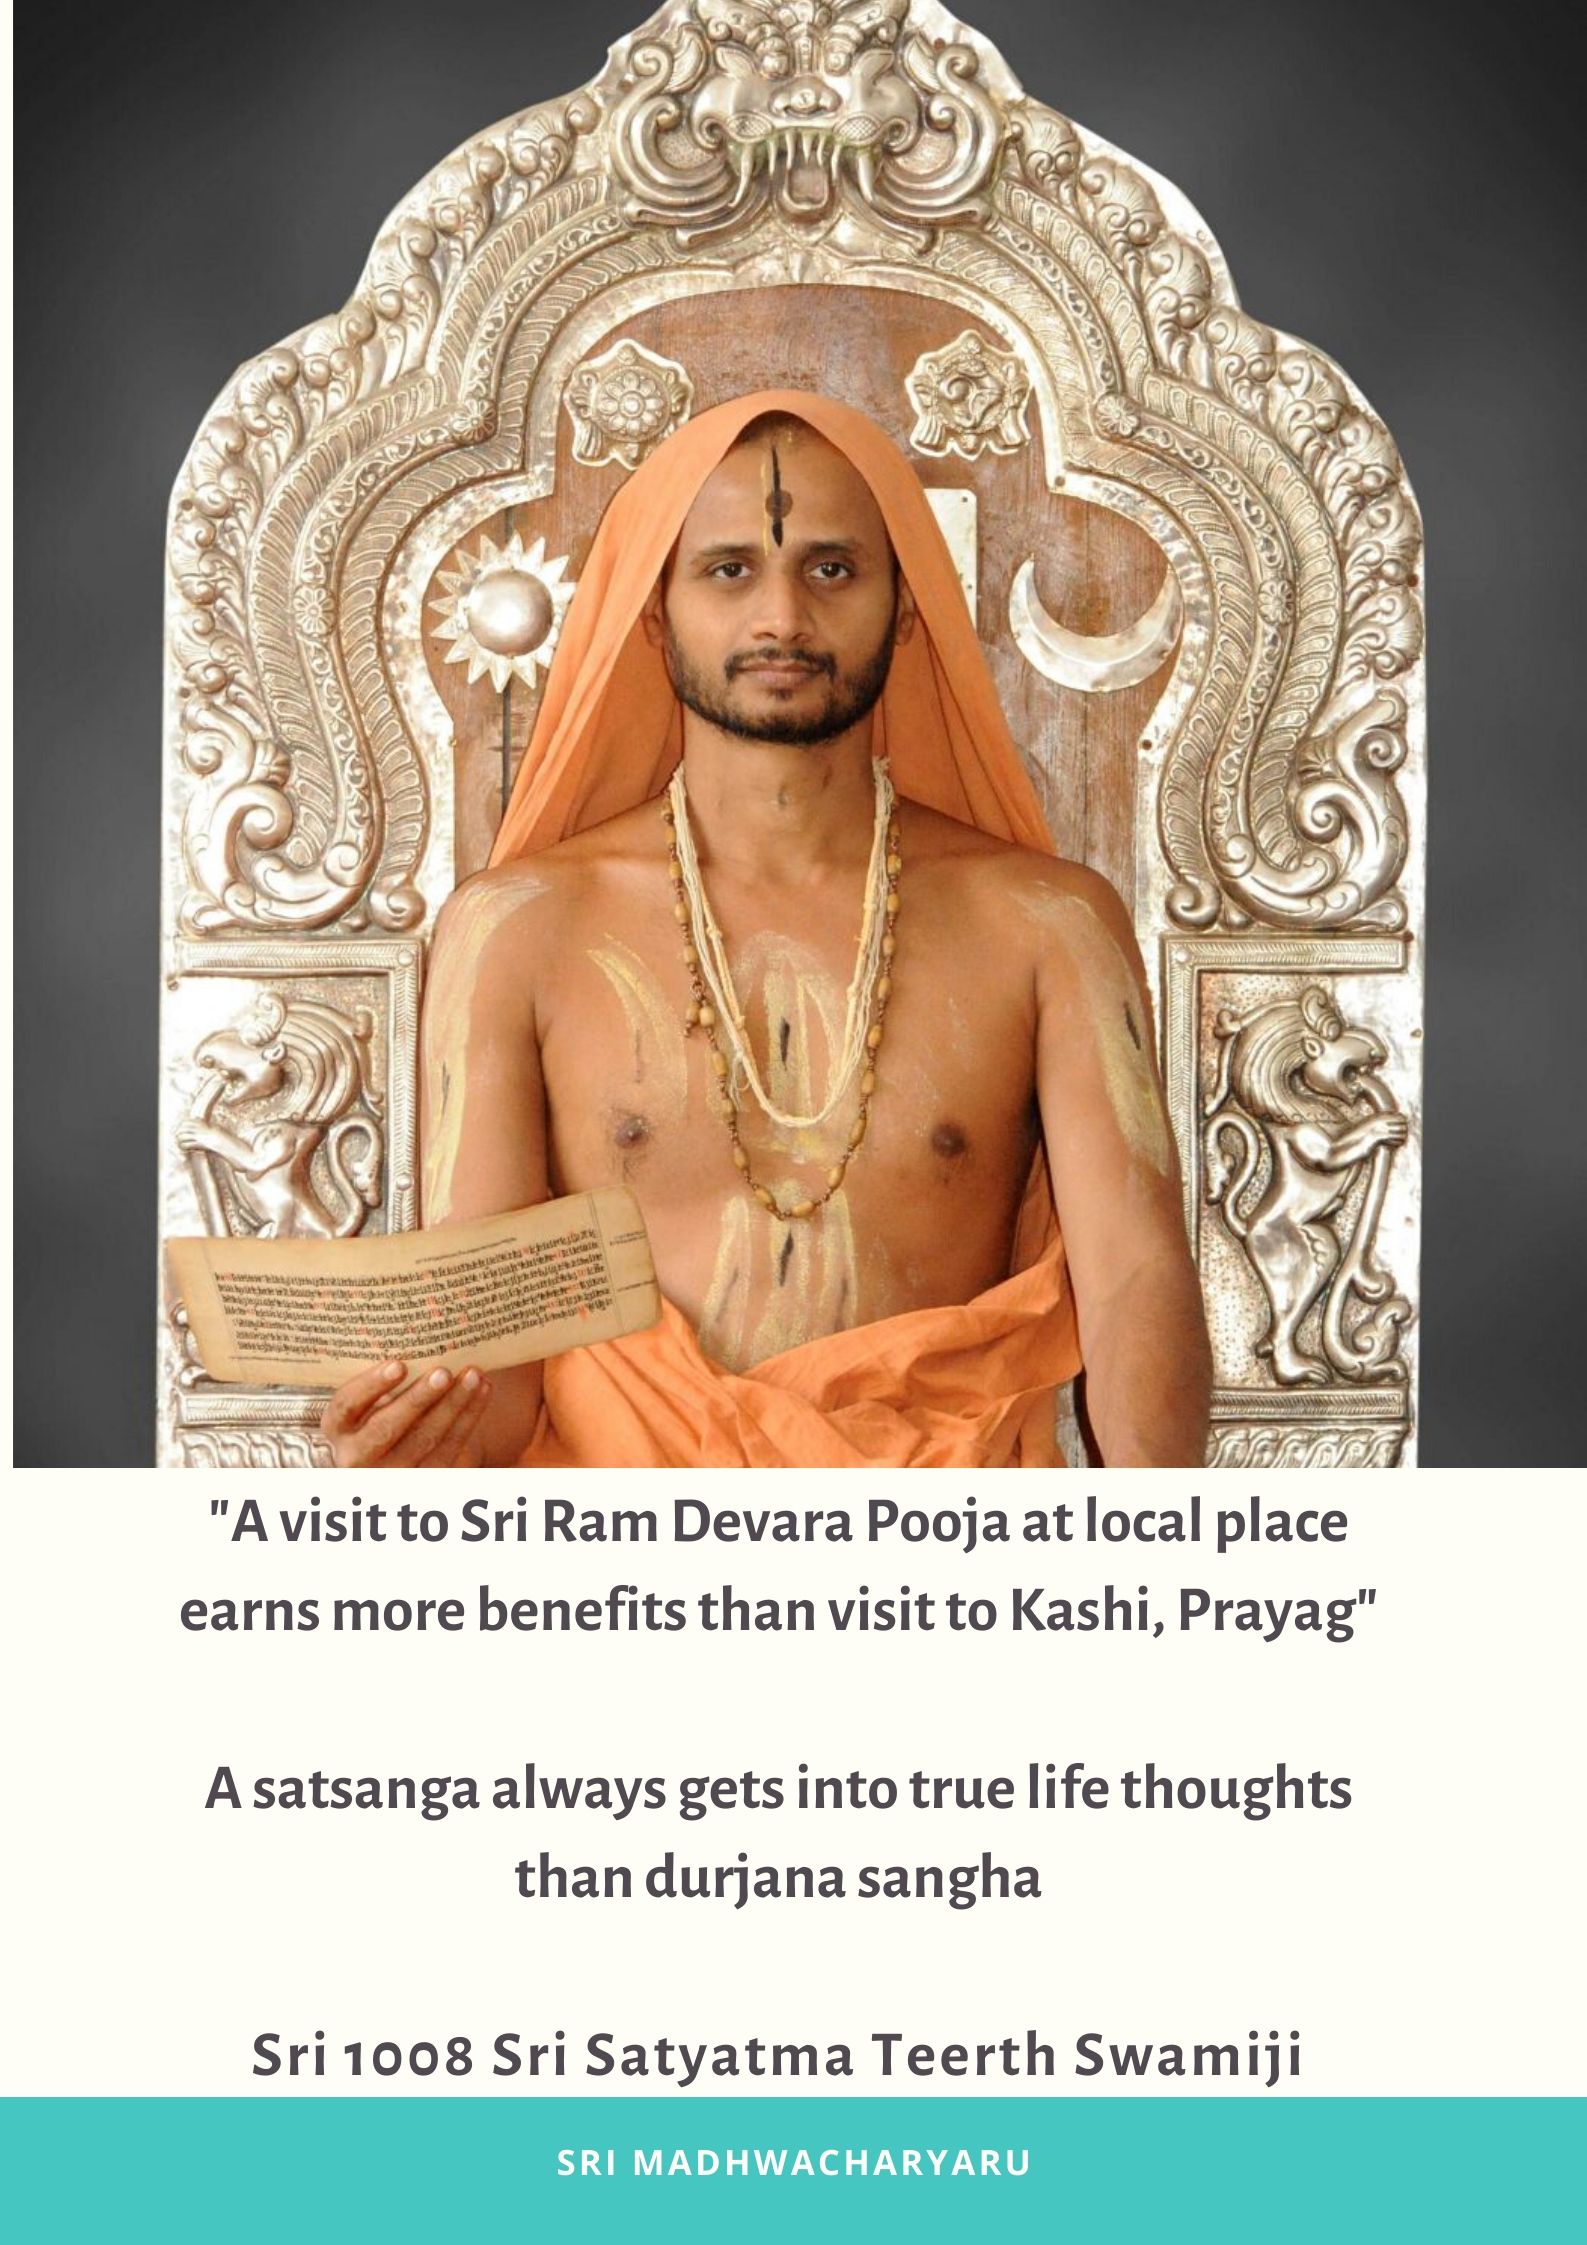 "A visit to Sri Ram Devara Pooja at local place
earns more benefits than visit to Kashi, Prayag"
A satsanga always gets into true life thoughts
than durjana sangha
Sri 1008 Sri Satyatma Teerth Swamiji
SRI MADHWACHARYARU